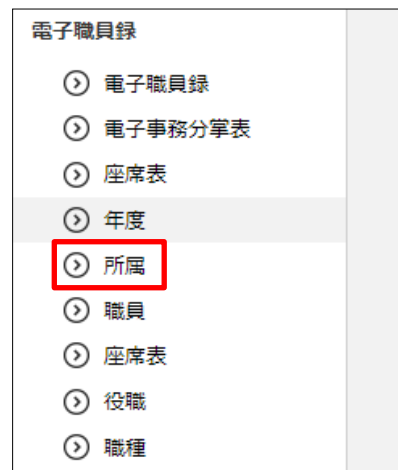 電子職員録
電子職員録
電子事務分掌表
座席表
年度
所属
職員
座席表
役職
職種